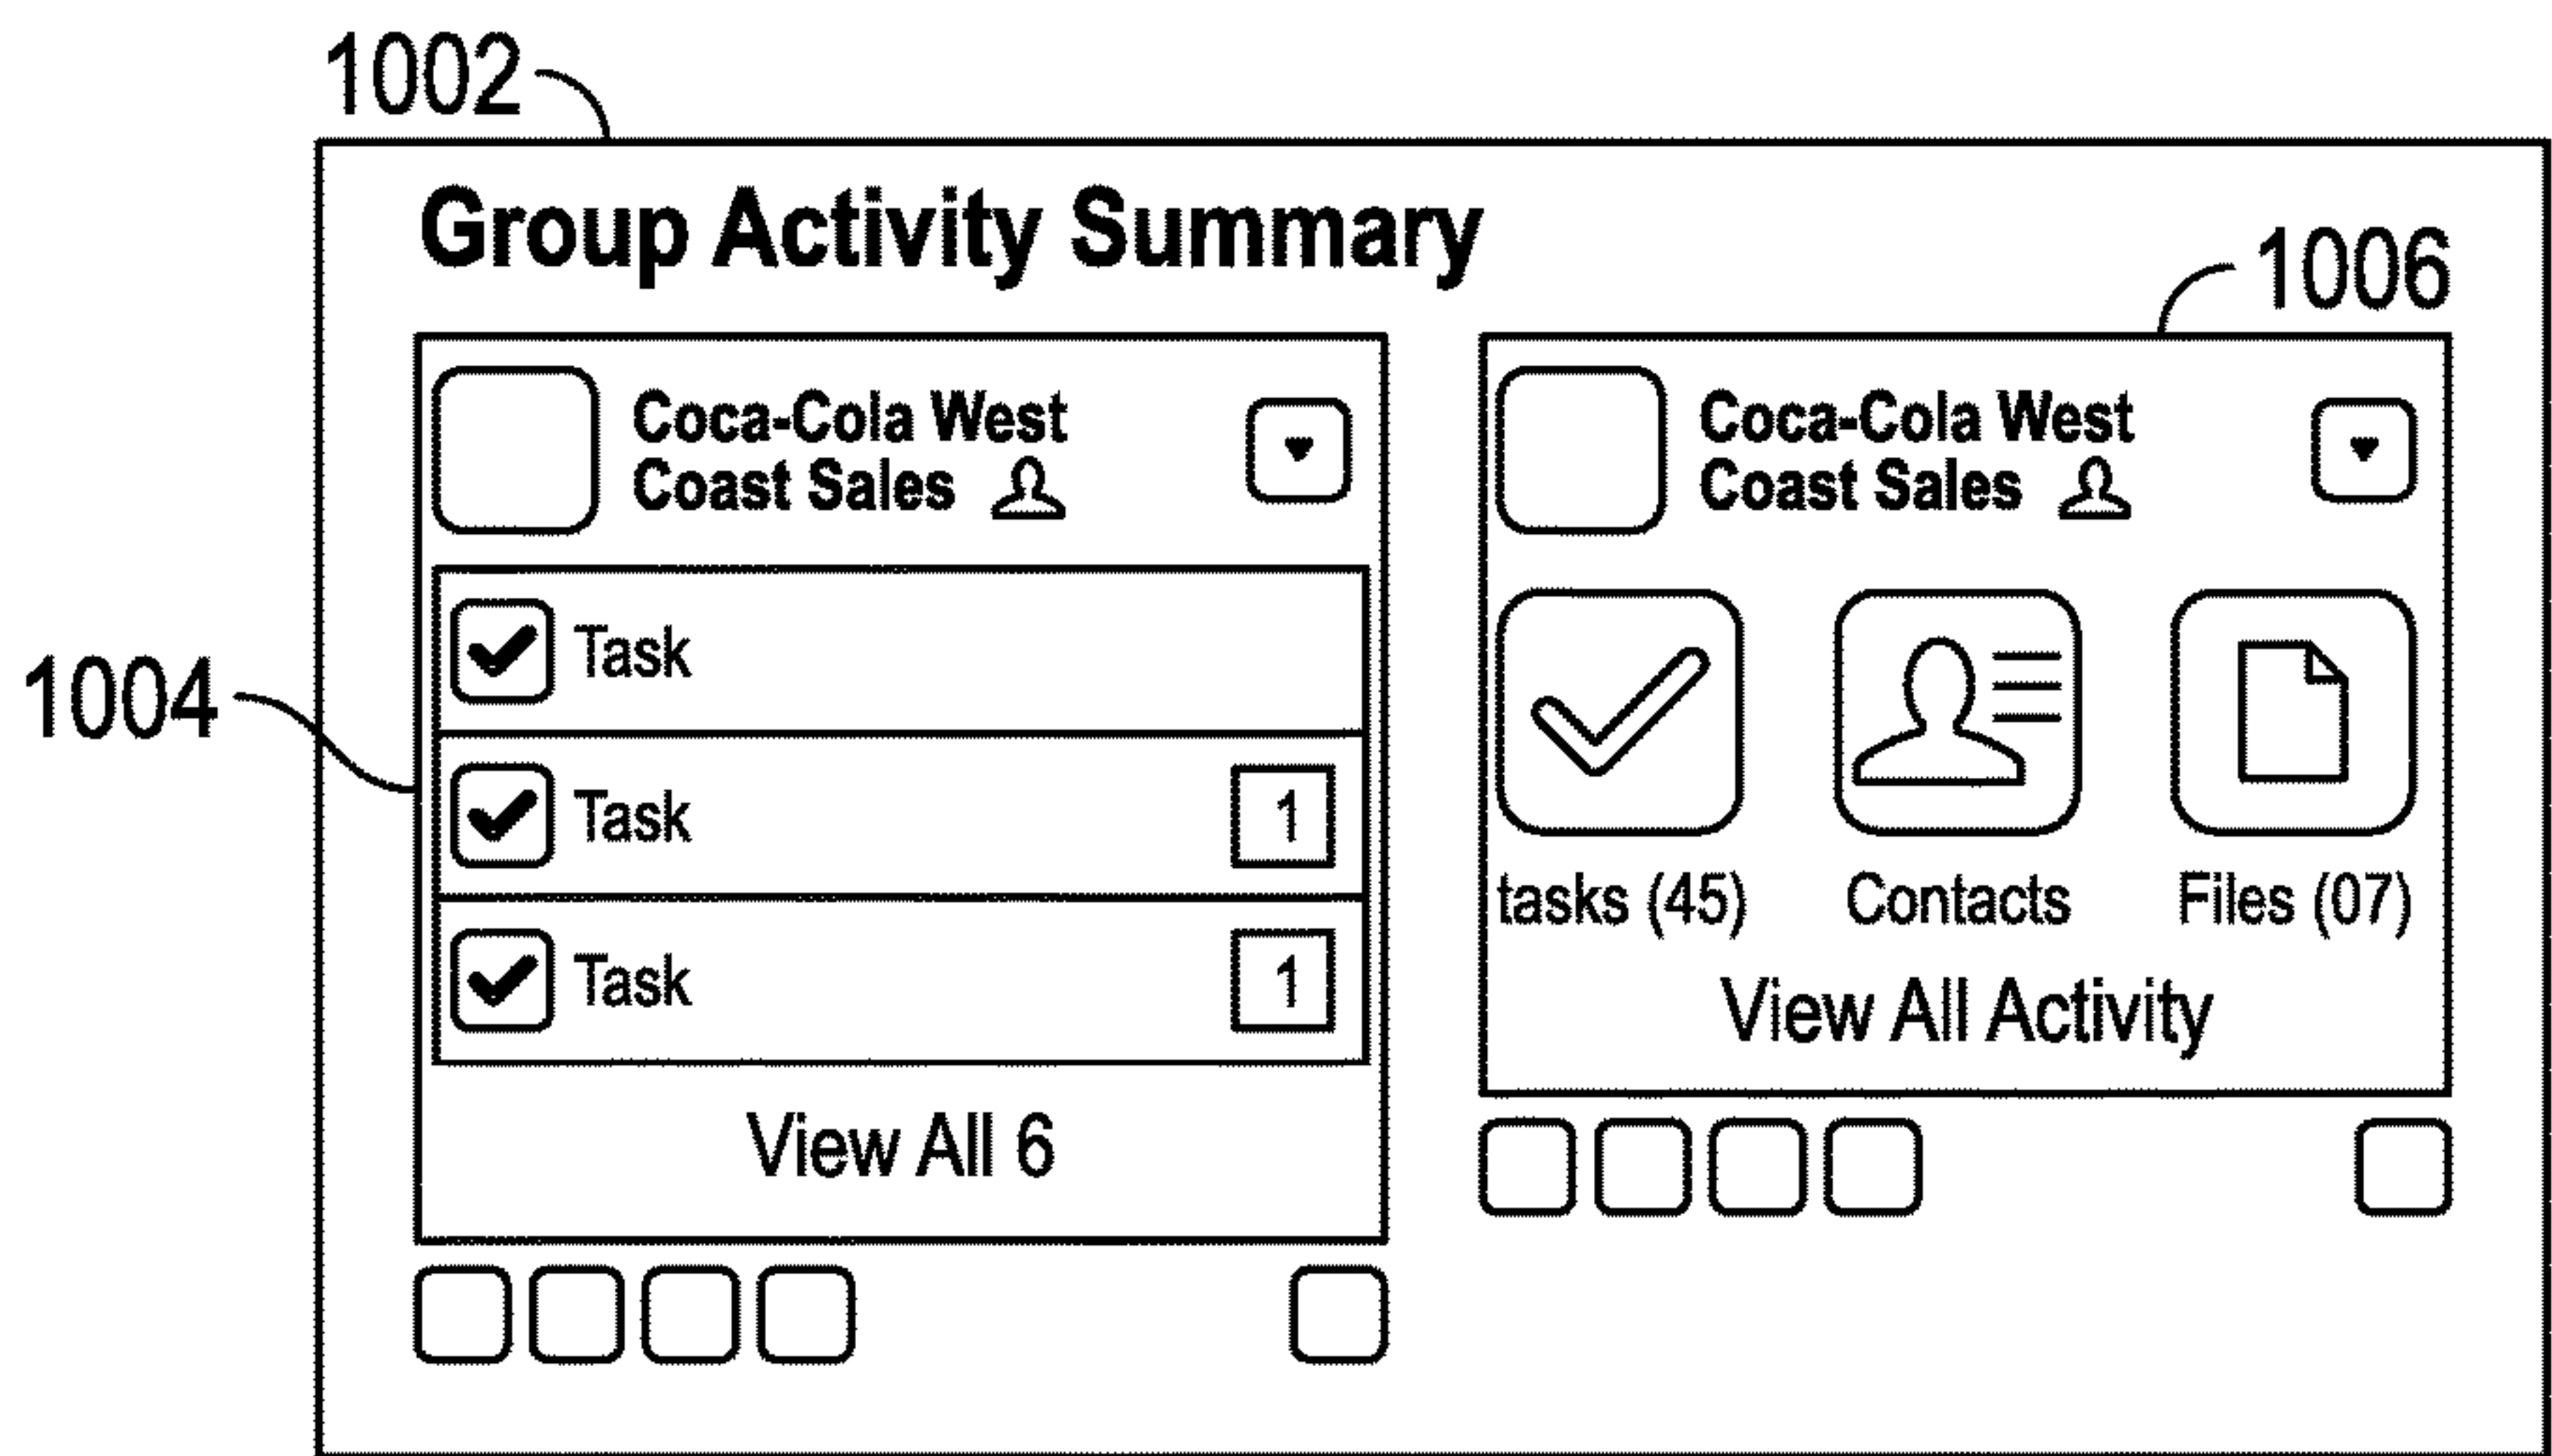 1002
Group Activity Summary
1006
Coca-Cola West
Coast Sales
Task
1004
Task
1
Task
1
View All 6
Coca-Cola West
Coast Sales
tasks (45)
Contacts
Files (07)
View All Activity